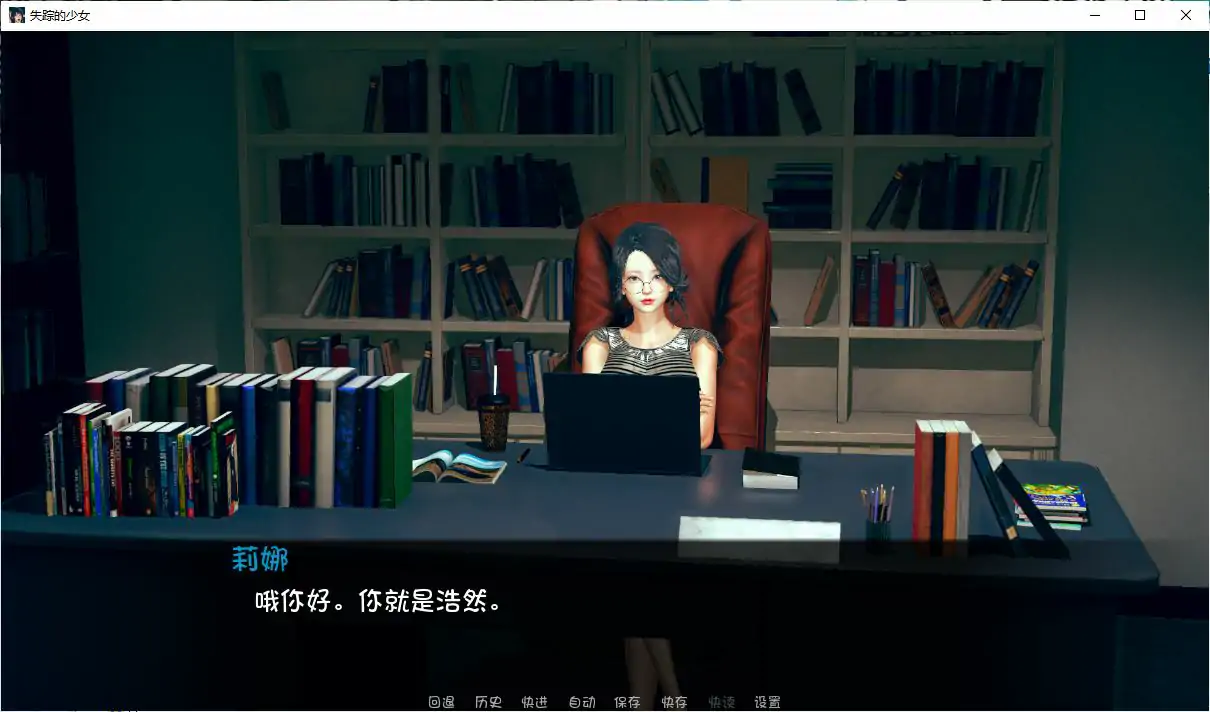 失踪的少女
莉娜
哦你好。你就是浩然。
回退 历史 快进 自动 保存 快存 快读 设置